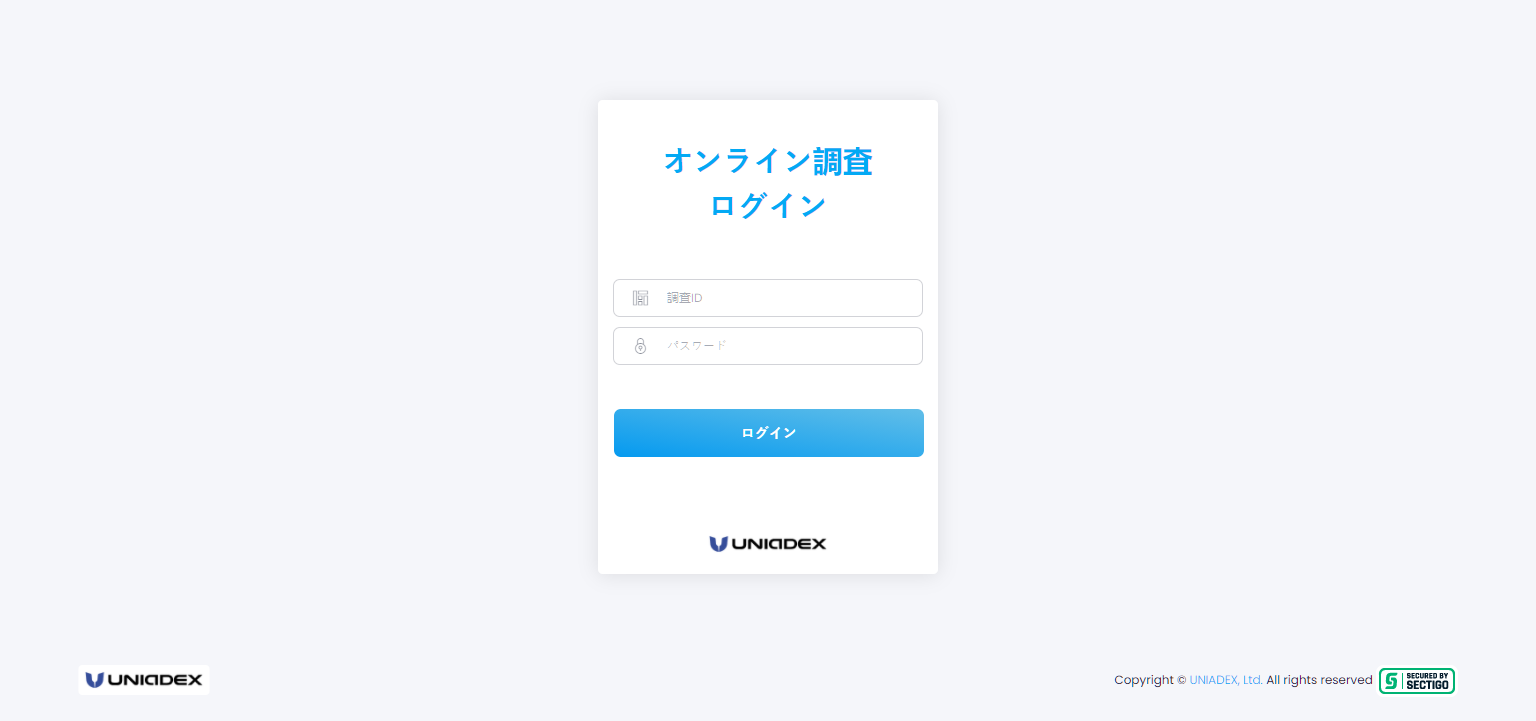 オンライン調査
ログイン
調査ID
パスワード
ログイン
UNIADEX
UNIADEX
Copyright © UNIADEX, Ltd. All rights reserved
SECURED BY
SECTIGO